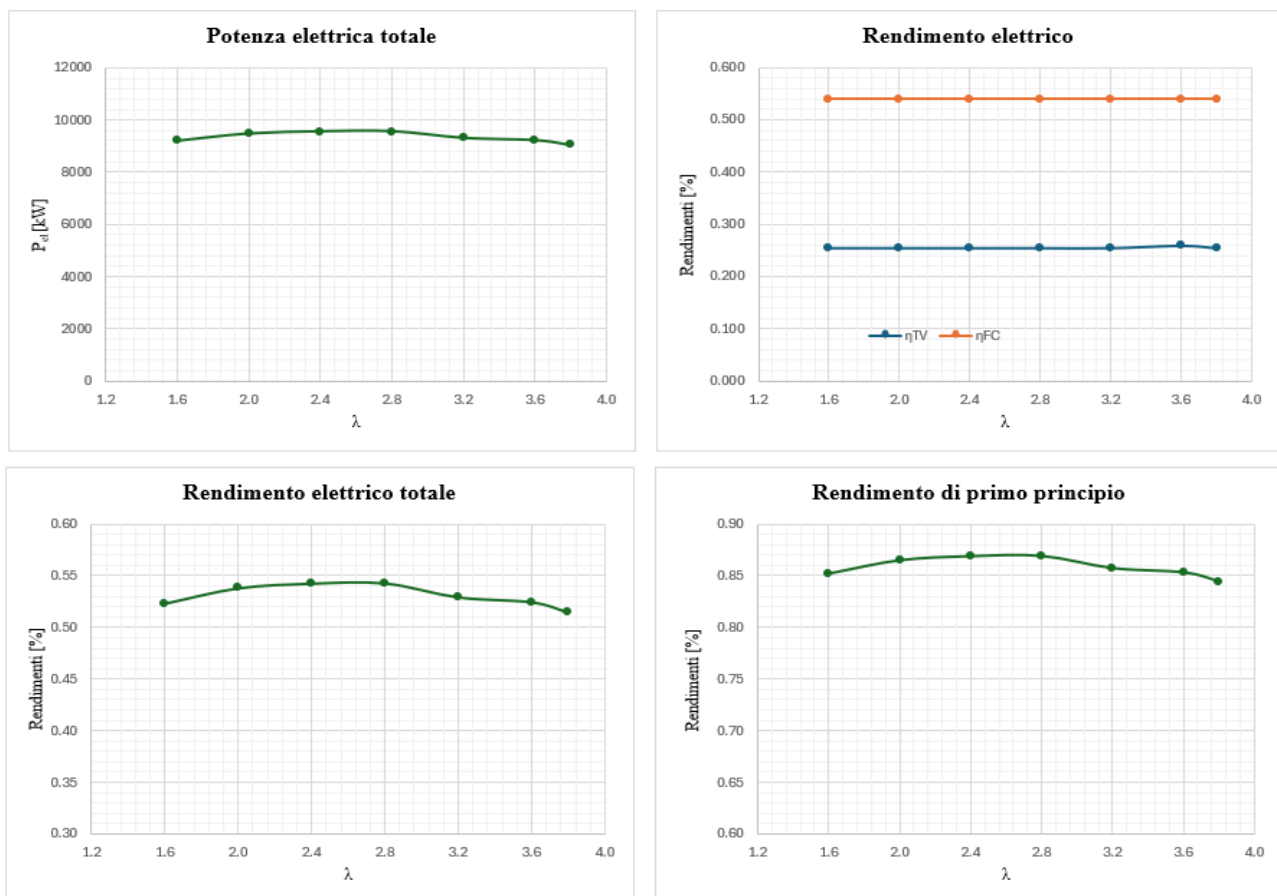 Potenza elettrica totale
12000
10000
8000
6000
4000
2000
0
P_el [kW]
1.2 1.6 2.0 2.4 2.8 3.2 3.6 4.0
λ
Rendimento elettrico
0.600
0.500
0.400
0.300
0.200
0.100
0.000
Rendimenti [%]
ηTV ηFC
1.2 1.6 2.0 2.4 2.8 3.2 3.6 4.0
λ
Rendimento elettrico totale
0.60
0.55
0.50
0.45
0.40
0.35
0.30
Rendimenti [%]
1.2 1.6 2.0 2.4 2.8 3.2 3.6 4.0
λ
Rendimento di primo principio
0.90
0.85
0.80
0.75
0.70
0.65
0.60
Rendimenti [%]
1.2 1.6 2.0 2.4 2.8 3.2 3.6 4.0
λ